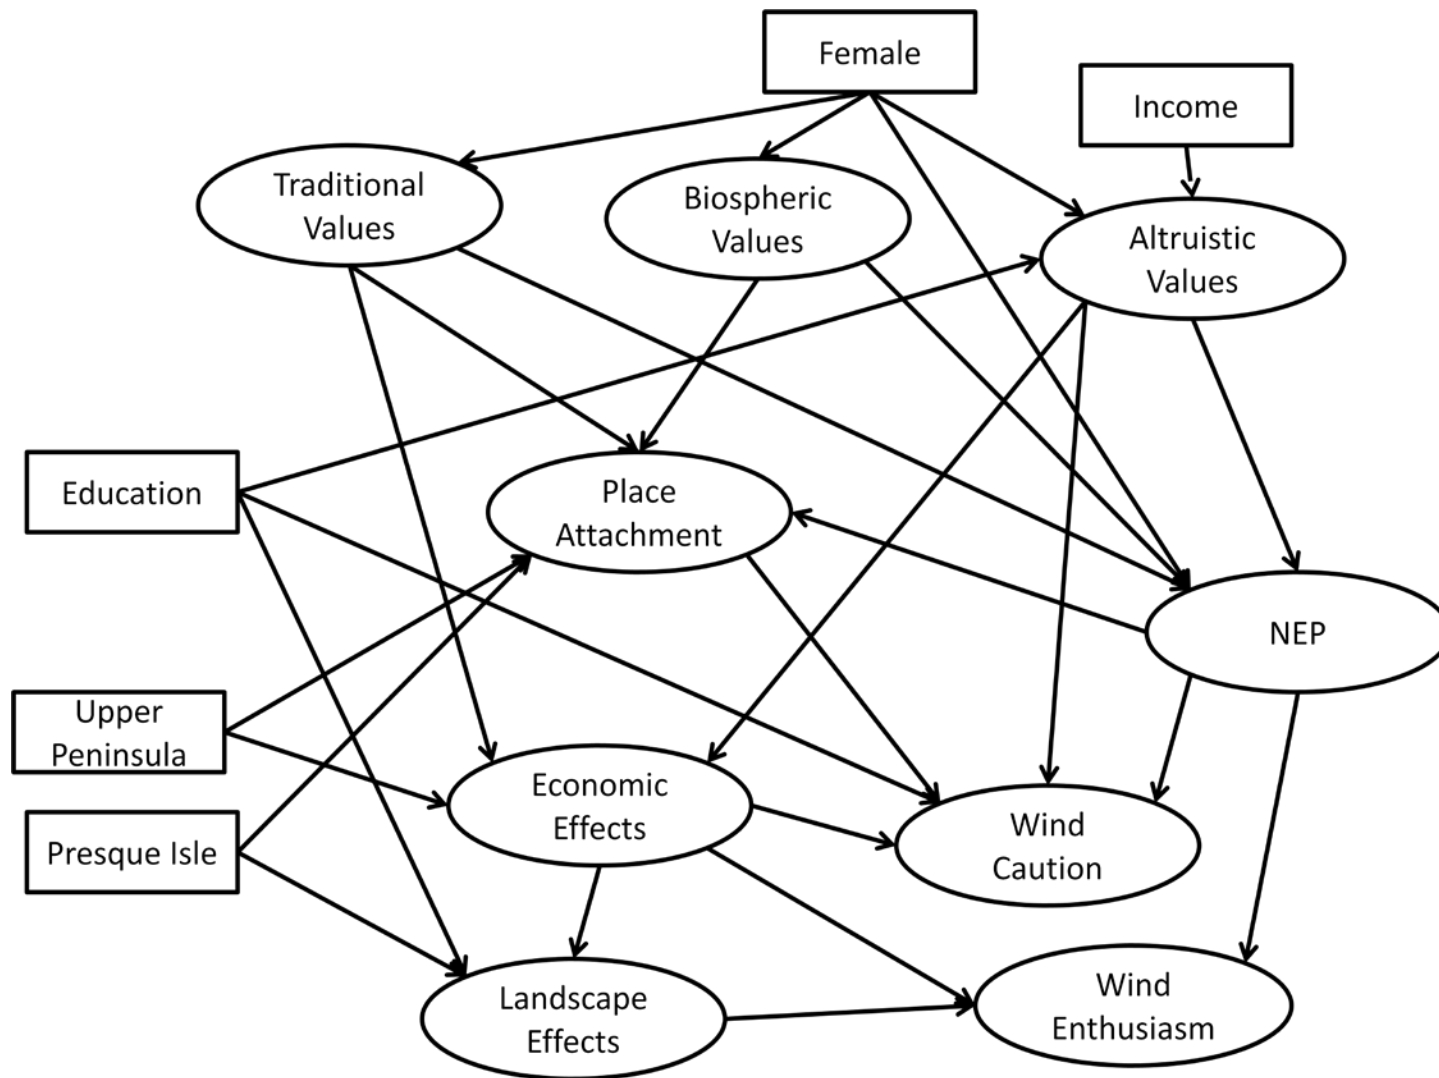 Female
Income
Traditional
Values
Biospheric
Values
Altruistic
Values
Education
Place
Attachment
NEP
Upper
Peninsula
Economic
Effects
Presque Isle
Wind
Caution
Landscape
Effects
Wind
Enthusiasm